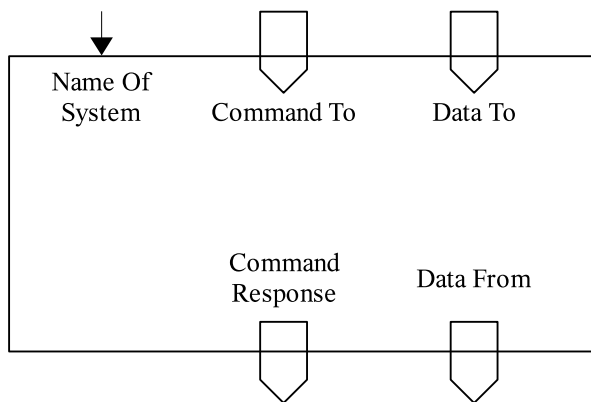 Name Of
System
Command To
Data To
Command
Response
Data From